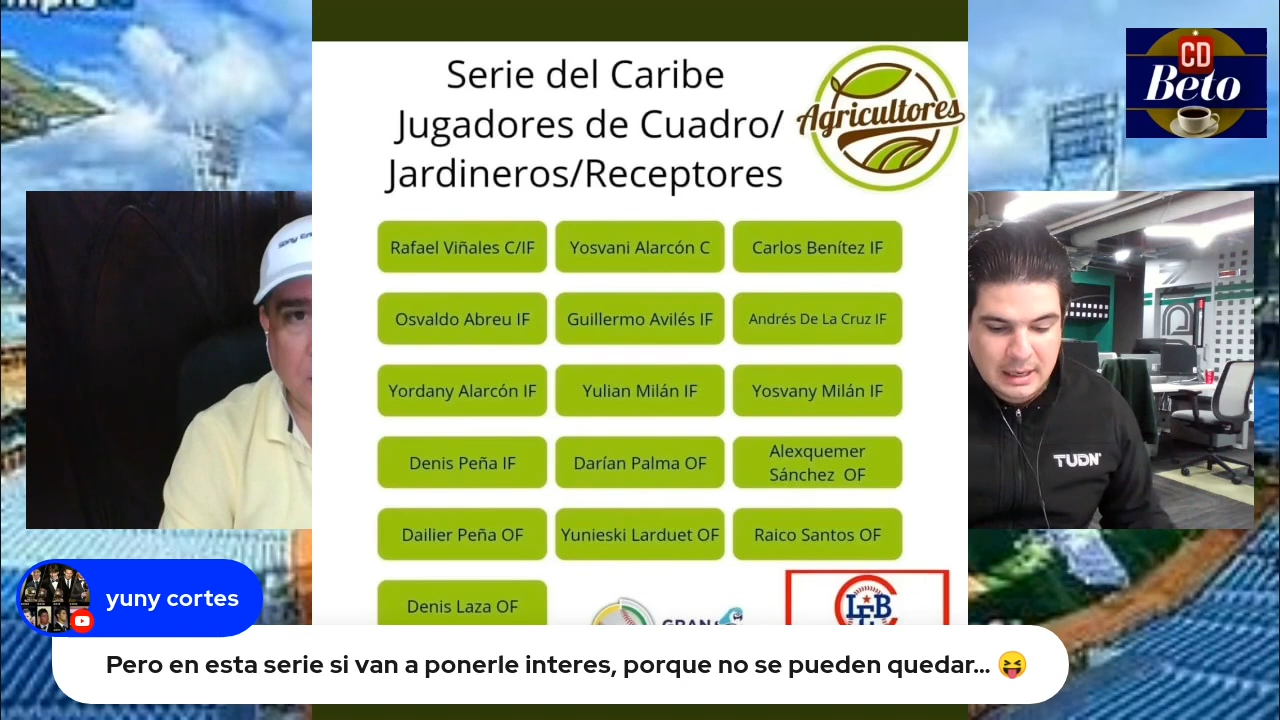 CD
Beto
Serie del Caribe
Jugadores de Cuadro/
Jardineros/Receptores
Agricultores
Rafael Viñales C/IF
Yosvani Alarcón C
Carlos Benítez IF
Osvaldo Abreu IF
Guillermo Avilés IF
Andrés De La Cruz IF
Yordany Alarcón IF
Yulian Milán IF
Yosvany Milán IF
Denis Peña IF
Darían Palma OF
Alexquemer
Sánchez OF
Dailier Peña OF
Yunieski Larduet OF
Raico Santos OF
Denis Laza OF
TUDN
yuny cortes
Pero en esta serie si van a ponerle interes, porque no se pueden quedar... 😝